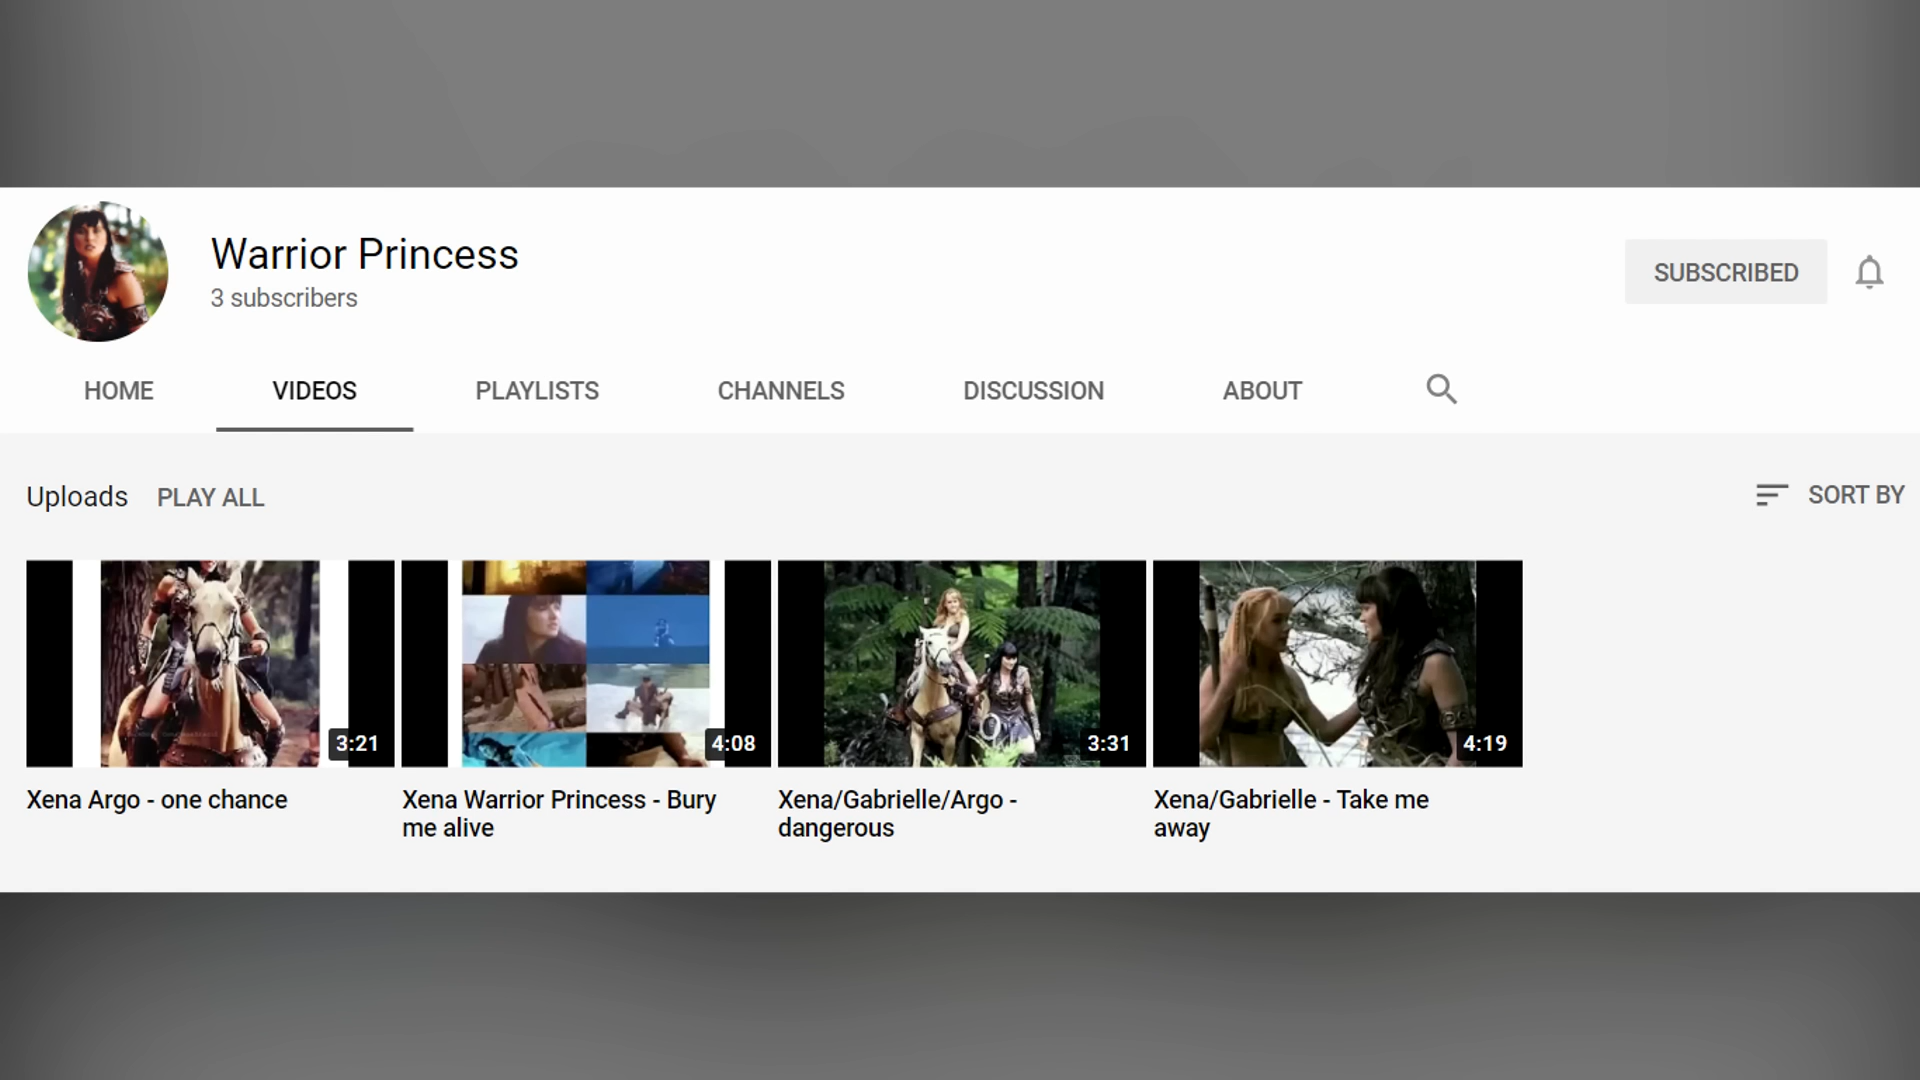 Warrior Princess
3 subscribers
SUBSCRIBED
HOME VIDEOS PLAYLISTS CHANNELS DISCUSSION ABOUT
Uploads PLAY ALL
SORT BY
3:21
4:08
3:31
4:19
Xena Argo - one chance
Xena Warrior Princess - Bury
me alive
Xena/Gabrielle/Argo -
dangerous
Xena/Gabrielle - Take me
away